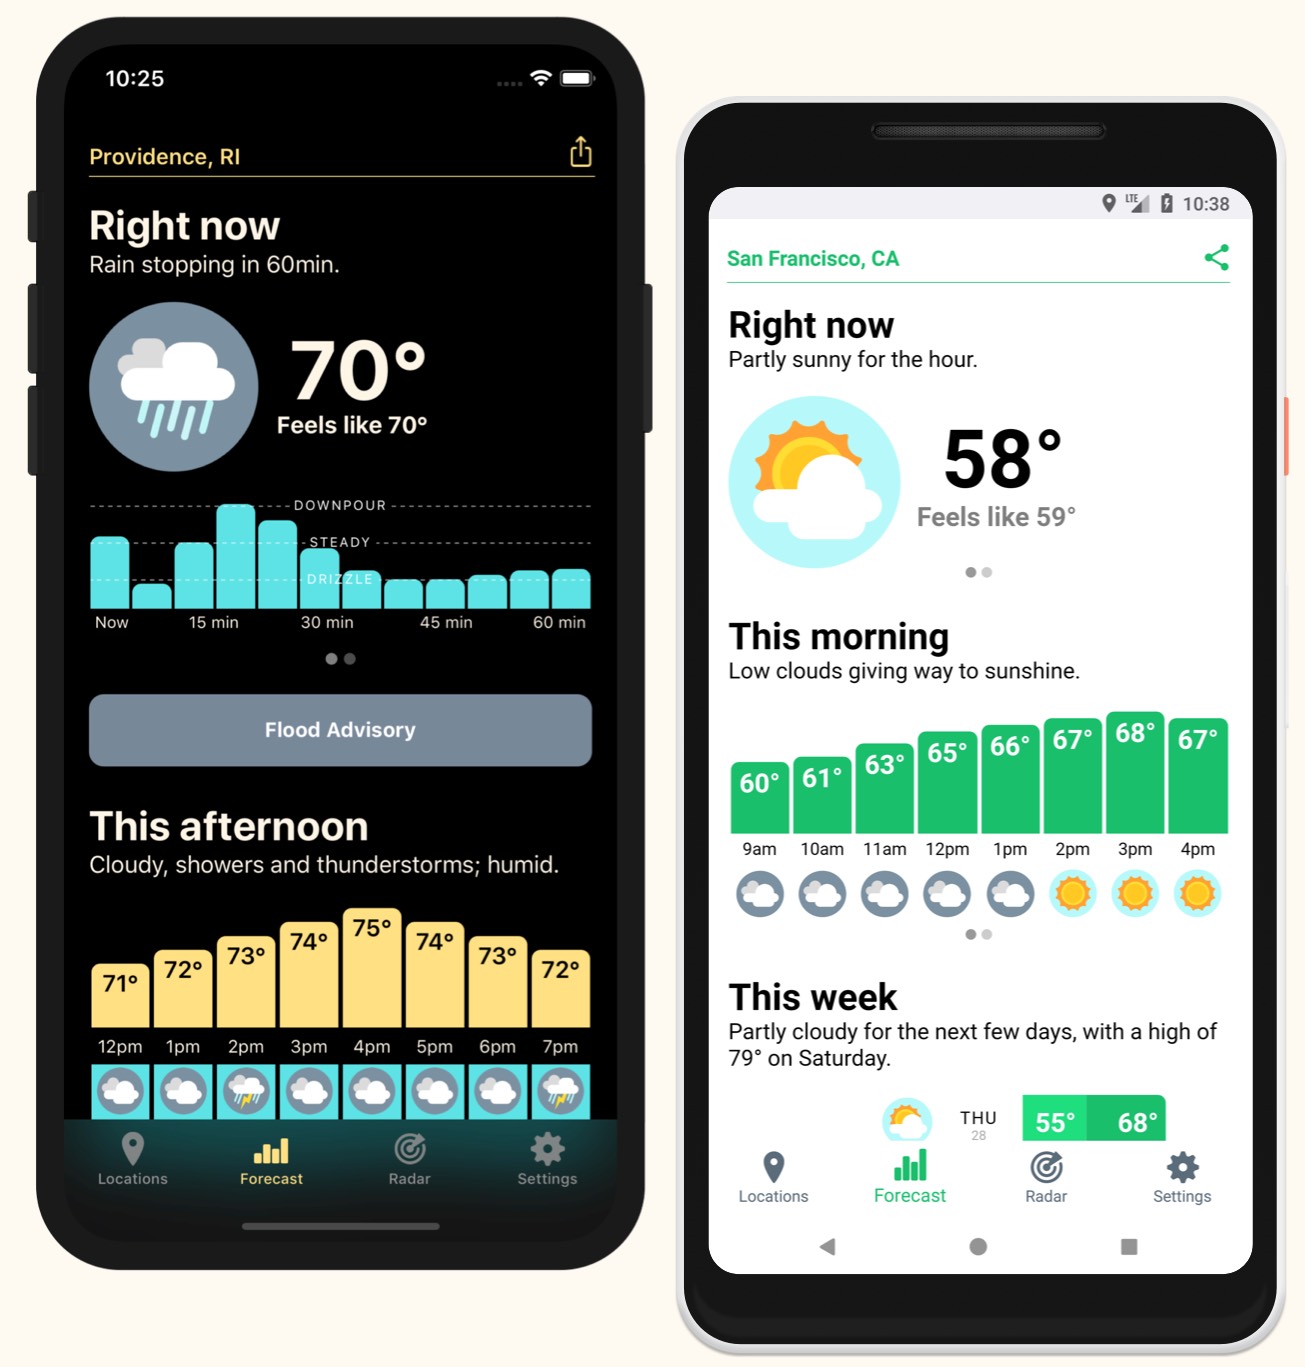 10:25
Providence, RI
Right now
Rain stopping in 60min.
70°
Feels like 70°
DOWNPOUR
STEADY
DRIZZLE
Now 15 min 30 min 45 min 60 min
Flood Advisory
This afternoon
Cloudy, showers and thunderstorms; humid.
71° 72° 73° 74° 75° 74° 73° 72°
12pm 1pm 2pm 3pm 4pm 5pm 6pm 7pm
Locations Forecast Radar Settings
LTE 10:38
San Francisco, CA
Right now
Partly sunny for the hour.
58°
Feels like 59°
This morning
Low clouds giving way to sunshine.
60° 61° 63° 65° 66° 67° 68° 67°
9am 10am 11am 12pm 1pm 2pm 3pm 4pm
This week
Partly cloudy for the next few days, with a high of
79° on Saturday.
THU 55° 68°
28
Locations Forecast Radar Settings